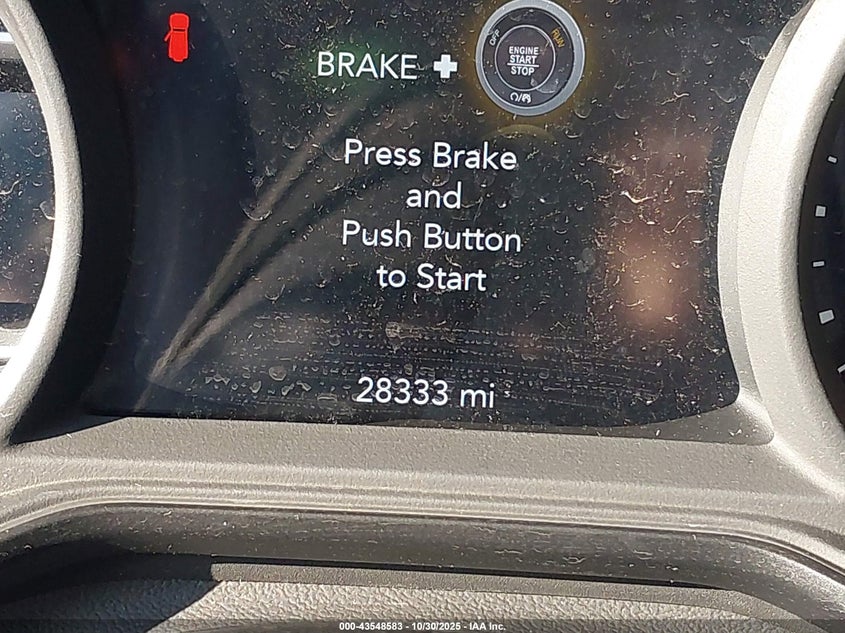 BRAKE +
OFF
RUN
ENGINE
START
STOP
Press Brake
and
Push Button
to Start
28333 mi
000-43548583 - 10/30/2025 - IAA Inc.